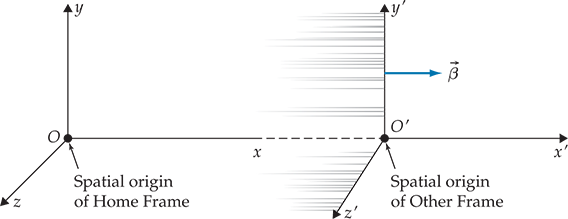 y
y′
β⃗
O
O′
x
x′
z
Spatial origin
of Home Frame
z′
Spatial origin
of Other Frame